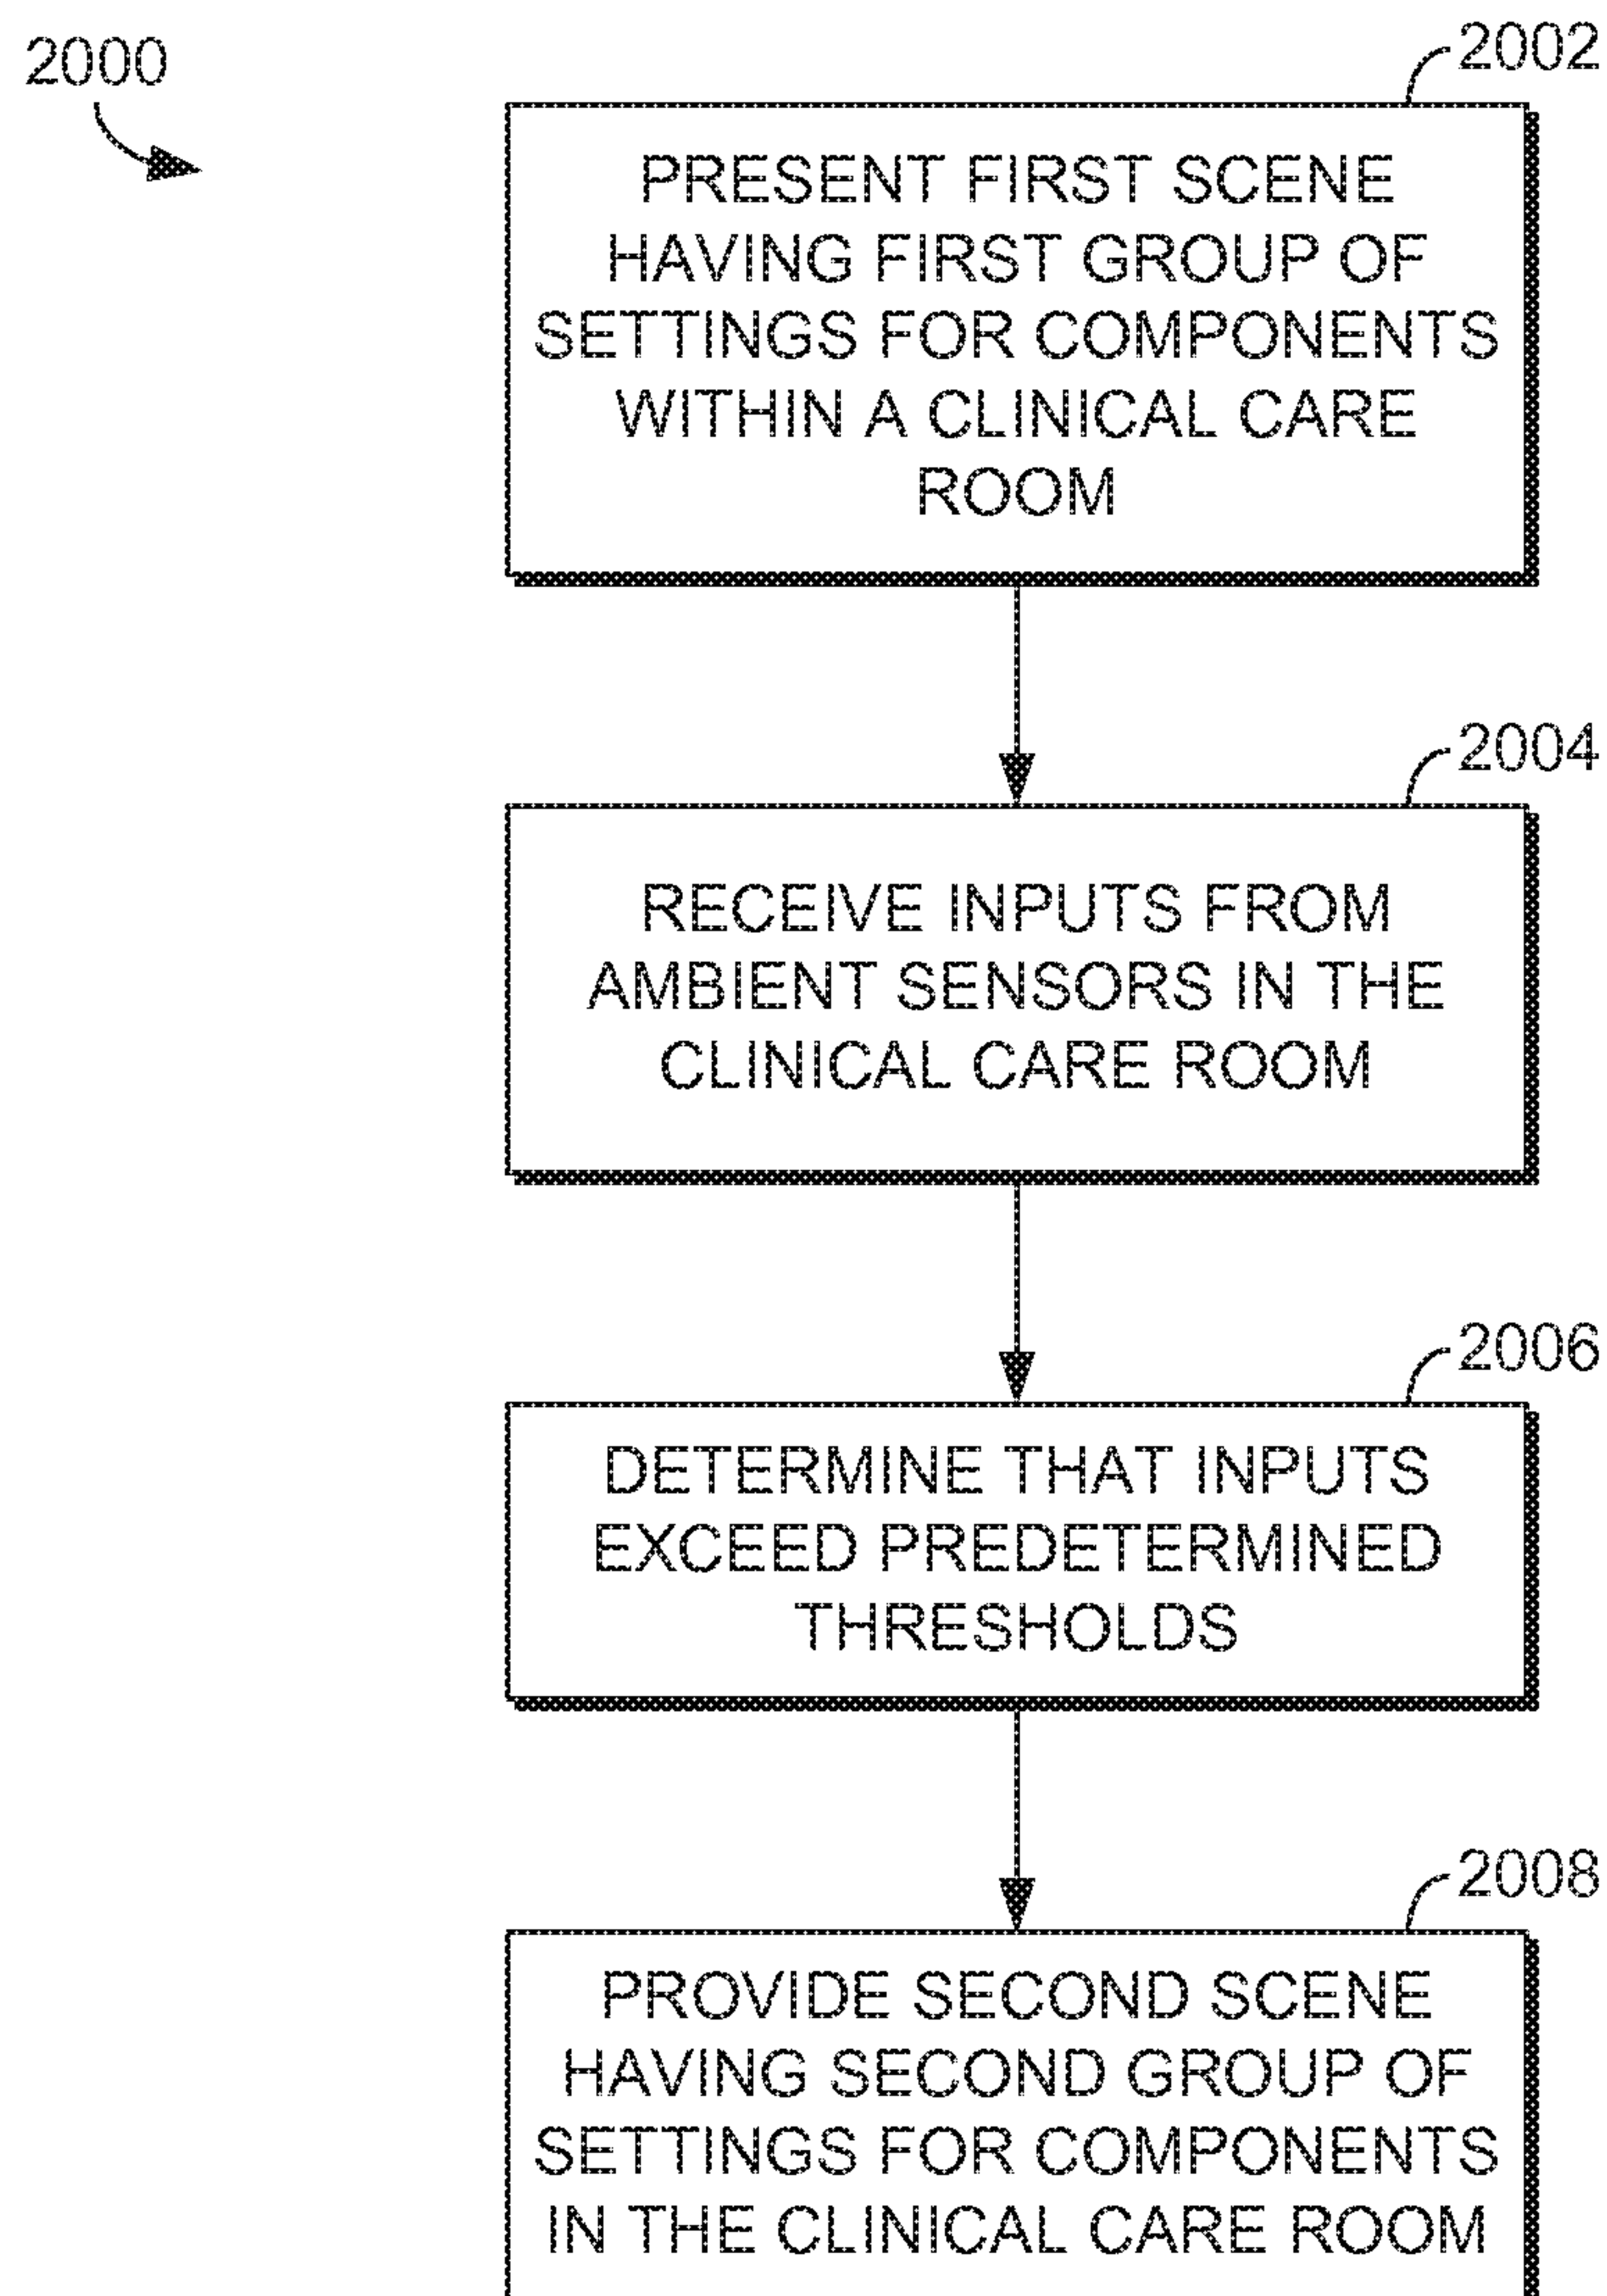 2000
2002
PRESENT FIRST SCENE
HAVING FIRST GROUP OF
SETTINGS FOR COMPONENTS
WITHIN A CLINICAL CARE
ROOM
2004
RECEIVE INPUTS FROM
AMBIENT SENSORS IN THE
CLINICAL CARE ROOM
2006
DETERMINE THAT INPUTS
EXCEED PREDETERMINED
THRESHOLDS
2008
PROVIDE SECOND SCENE
HAVING SECOND GROUP OF
SETTINGS FOR COMPONENTS
IN THE CLINICAL CARE ROOM